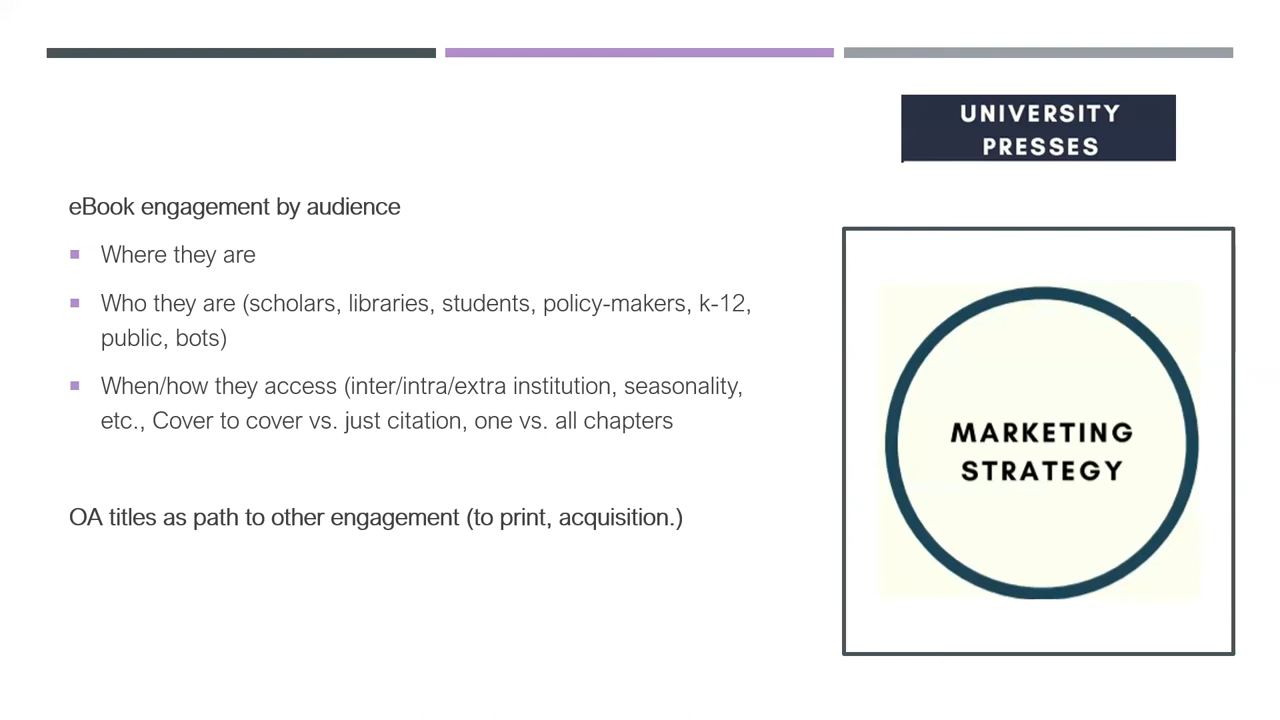 UNIVERSITY
PRESSES
eBook engagement by audience
Where they are
Who they are (scholars, libraries, students, policy-makers, k-12,
public, bots)
When/how they access (inter/intra/extra institution, seasonality,
etc., Cover to cover vs. just citation, one vs. all chapters
OA titles as path to other engagement (to print, acquisition.)
MARKETING
STRATEGY